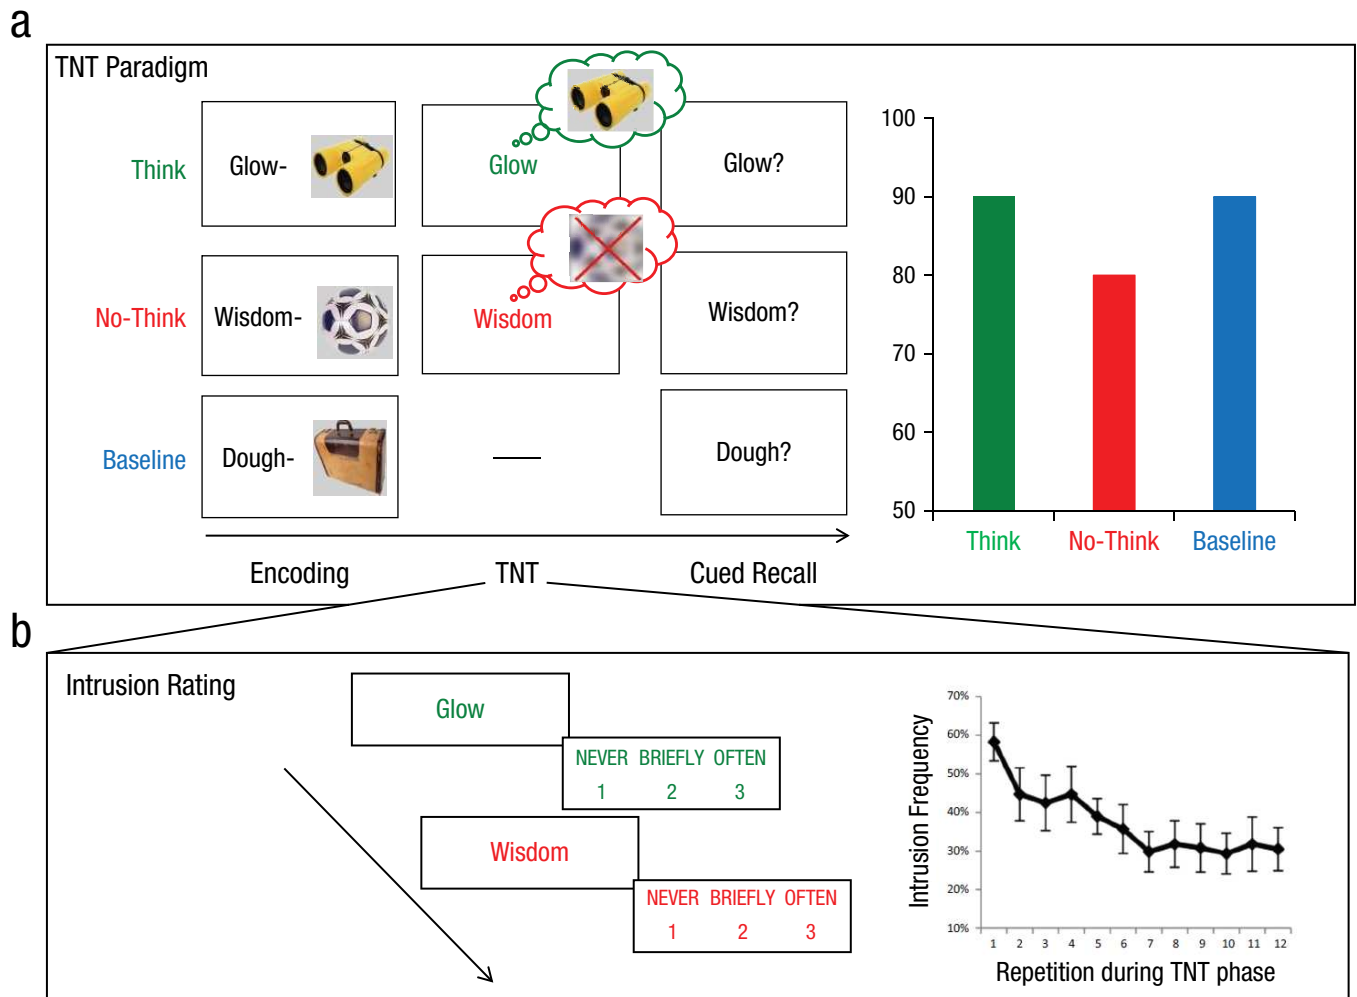 a
TNT Paradigm
Think
Glow-
Glow
Glow?
No-Think
Wisdom-
Wisdom
Wisdom?
Baseline
Dough-
Dough?
Encoding
TNT
Cued Recall
100
90
80
70
60
50
Think
No-Think
Baseline
b
Intrusion Rating
Glow
NEVER BRIEFLY OFTEN
1 2 3
Wisdom
NEVER BRIEFLY OFTEN
1 2 3
Intrusion Frequency
70%
60%
50%
40%
30%
20%
10%
1 2 3 4 5 6 7 8 9 10 11 12
Repetition during TNT phase